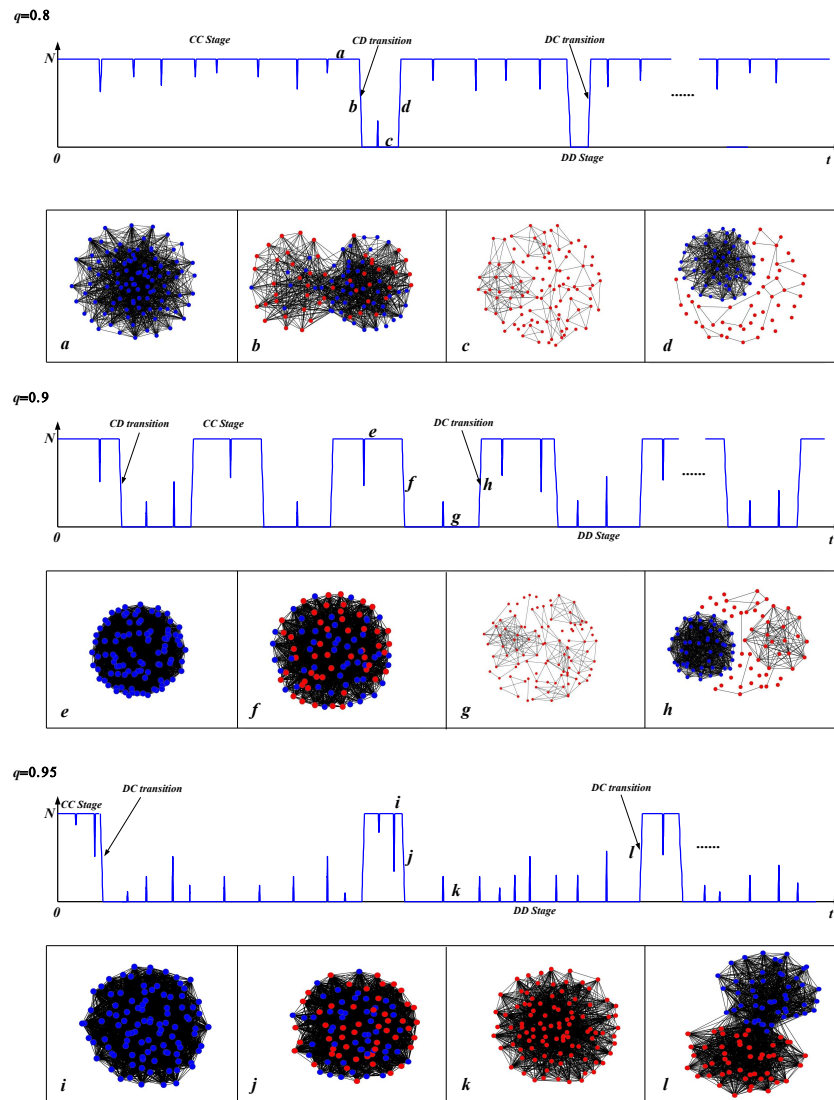 q=0.8
CC Stage
a
CD transition
DC transition
N
b
d
c
......
0
DD Stage
t
a
b
c
d
q=0.9
CD transition
CC Stage
e
DC transition
N
f
h
g
......
0
DD Stage
t
e
f
g
h
q=0.95
CC Stage
DC transition
i
DC transition
N
j
l
k
......
0
DD Stage
t
i
j
k
l